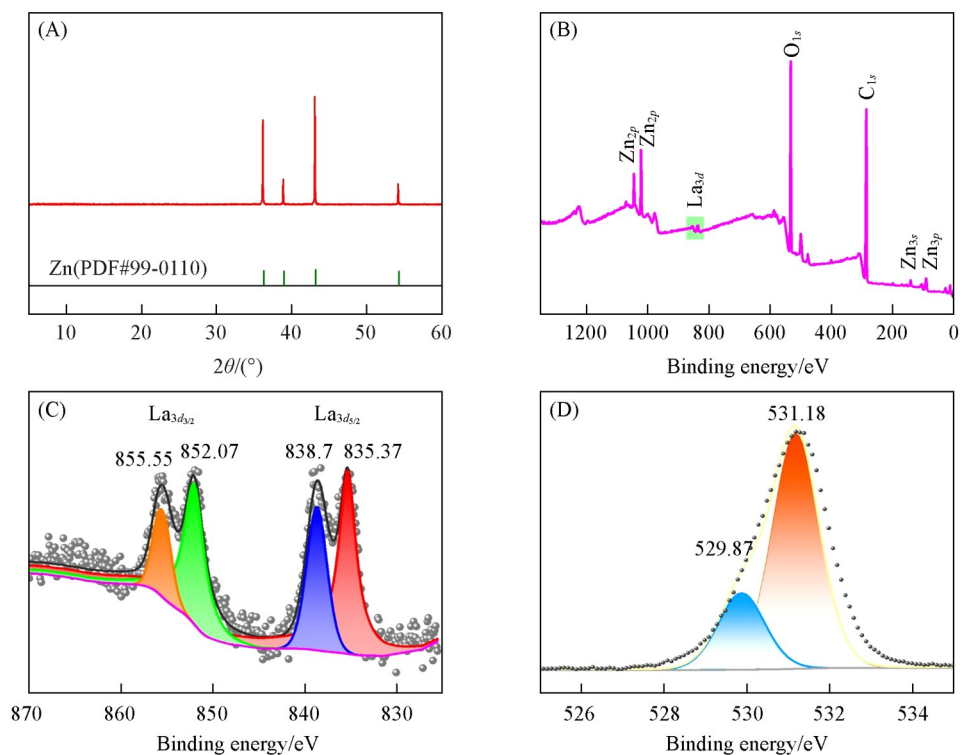 (A)
Zn(PDF#99-0110)
10 20 30 40 50 60
2θ/(°)
(B)
Zn2p
Zn2p
La3d
O1s
C1s
Zn3s
Zn3p
1200 1000 800 600 400 200 0
Binding energy/eV
(C)
La3d3/2
La3d5/2
855.55
852.07
838.7
835.37
870 860 850 840 830
Binding energy/eV
(D)
531.18
529.87
526 528 530 532 534
Binding energy/eV